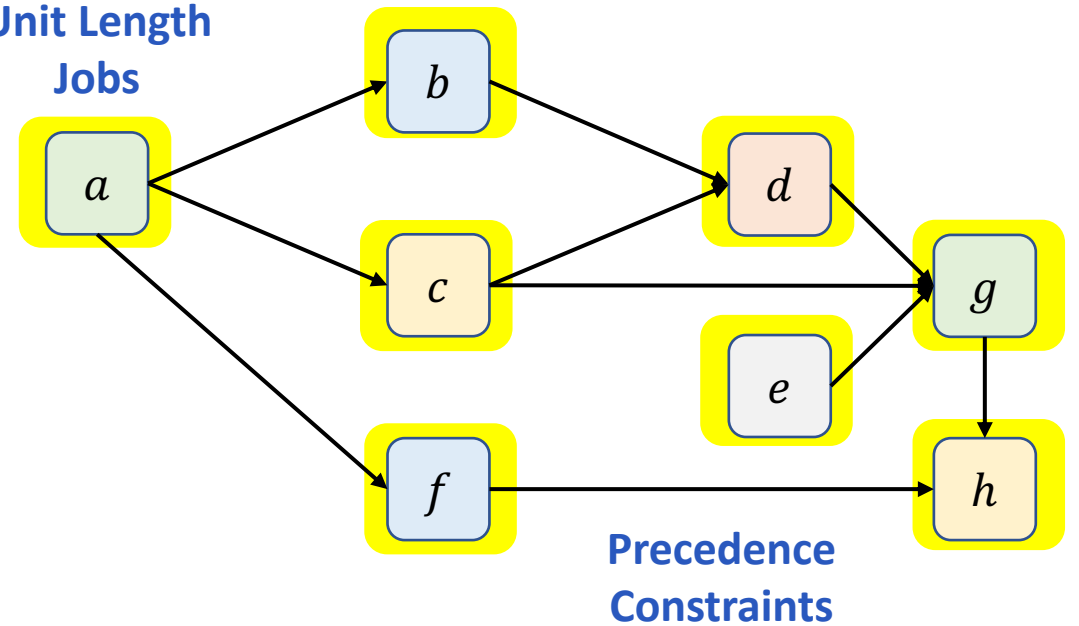 Unit Length
Jobs
b
a
d
c
g
e
f
h
Precedence
Constraints